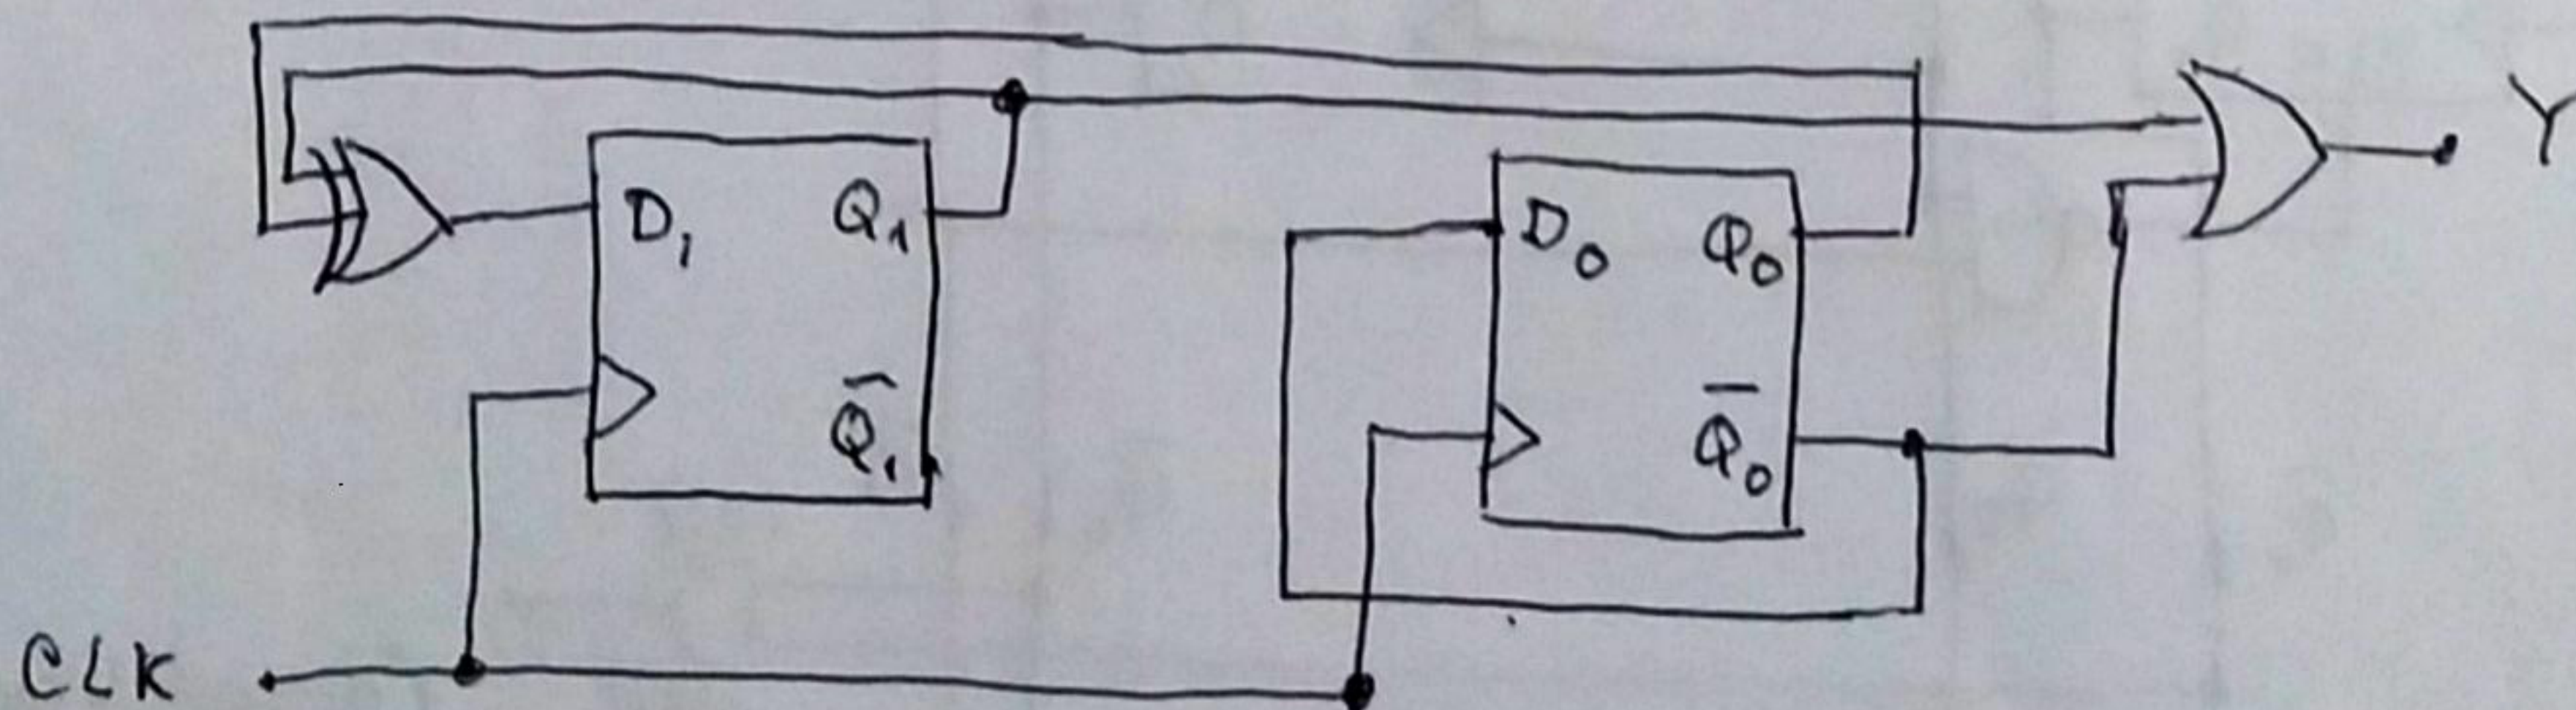 Y
D₁ Q₁
D₀ Q₀
Q̅₁
Q̅₀
CLK